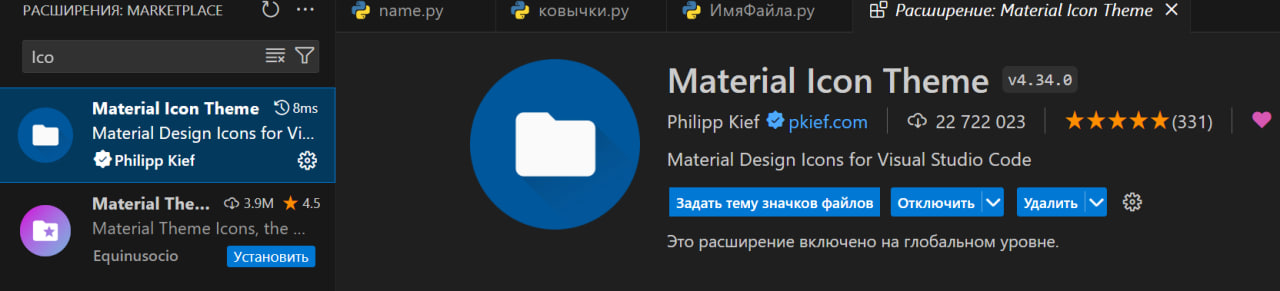 РАСШИРЕНИЯ: MARKETPLACE
Ico
Material Icon Theme 8ms
Material Design Icons for Vi...
Philipp Kief
Material The... 3.9M 4.5
Material Theme Icons, the ...
Equinusocio Установить
name.py ковычки.py ИмяФайла.py Расширение: Material Icon Theme
Material Icon Theme v4.34.0
Philipp Kief pkief.com 22 722 023 (331)
Material Design Icons for Visual Studio Code
Задать тему значков файлов Отключить Удалить
Это расширение включено на глобальном уровне.